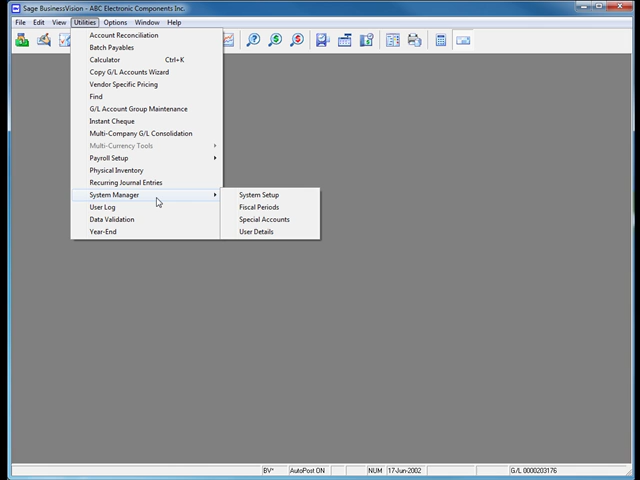 Sage BusinessVision - ABC Electronic Components Inc.
File Edit View Utilities Options Window Help
Account Reconciliation
Batch Payables
Calculator Ctrl+K
Copy G/L Accounts Wizard
Vendor Specific Pricing
Find
G/L Account Group Maintenance
Instant Cheque
Multi-Company G/L Consolidation
Multi-Currency Tools
Payroll Setup
Physical Inventory
Recurring Journal Entries
System Manager
User Log
Data Validation
Year-End
System Setup
Fiscal Periods
Special Accounts
User Details
BV* AutoPost ON NUM 17-Jun-2002 G/L 0000203176